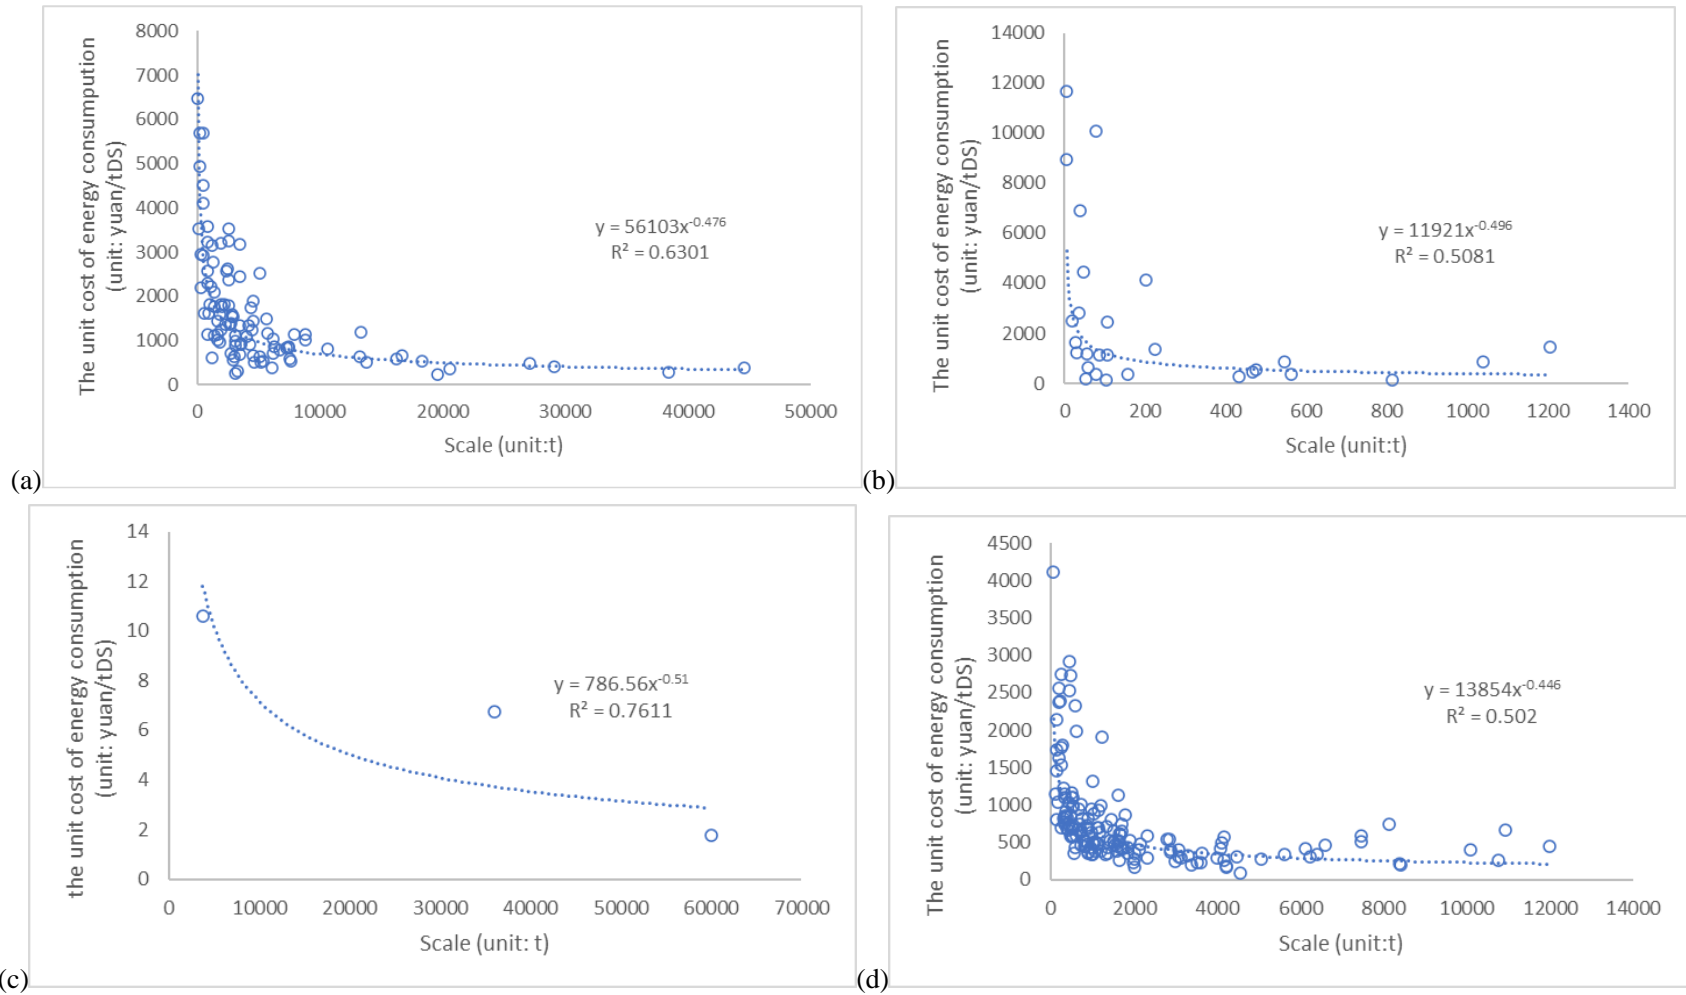 The unit cost of energy consumpution
(unit: yuan/tDS)
8000
7000
6000
5000
4000
3000
2000
1000
0
y = 56103x^-0.476
R² = 0.6301
0 10000 20000 30000 40000 50000
Scale (unit:t)
(a)
The unit cost of energy consumption
(unit: yuan/tDS)
14000
12000
10000
8000
6000
4000
2000
0
y = 11921x^-0.496
R² = 0.5081
0 200 400 600 800 1000 1200 1400
Scale (unit:t)
(b)
the unit cost of energy consumption
(unit: yuan/tDS)
14
12
10
8
6
4
2
0
y = 786.56x^-0.51
R² = 0.7611
0 10000 20000 30000 40000 50000 60000 70000
Scale (unit: t)
(c)
The unit cost of energy consumption
(unit: yuan/tDS)
4500
4000
3500
3000
2500
2000
1500
1000
500
0
y = 13854x^-0.446
R² = 0.502
0 2000 4000 6000 8000 10000 12000 14000
Scale (unit:t)
(d)